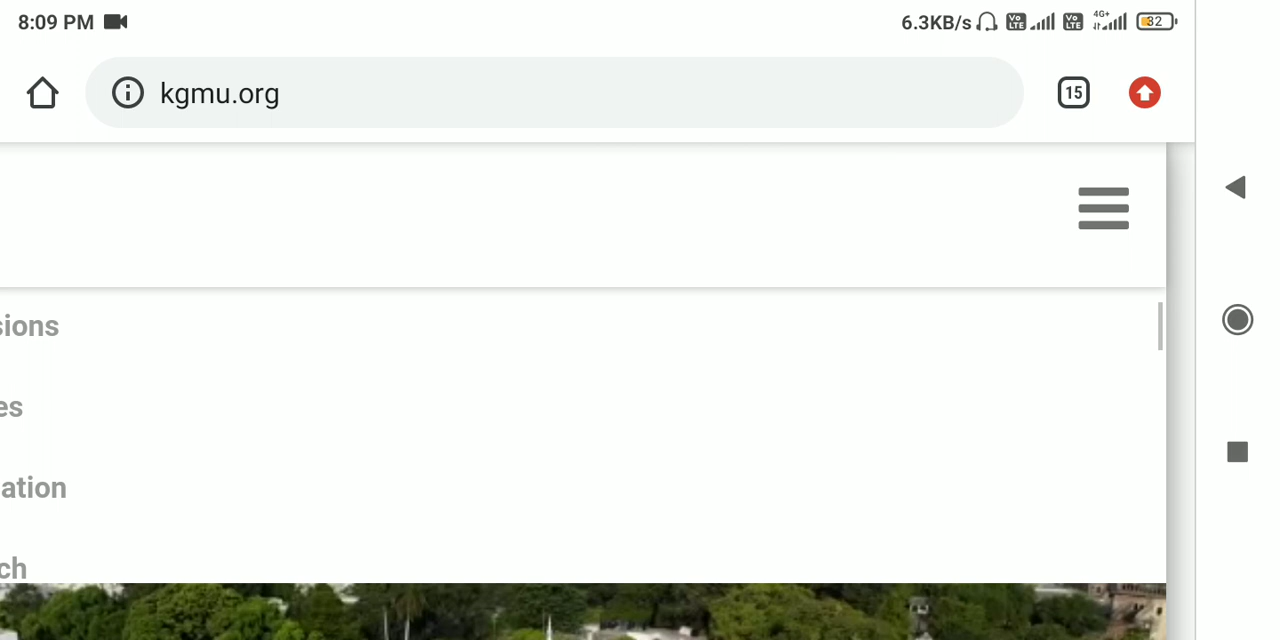 8:09 PM 6.3KB/s Vo LTE Vo LTE 4G+ 32
kgmu.org 15
sions
es
ation
ch